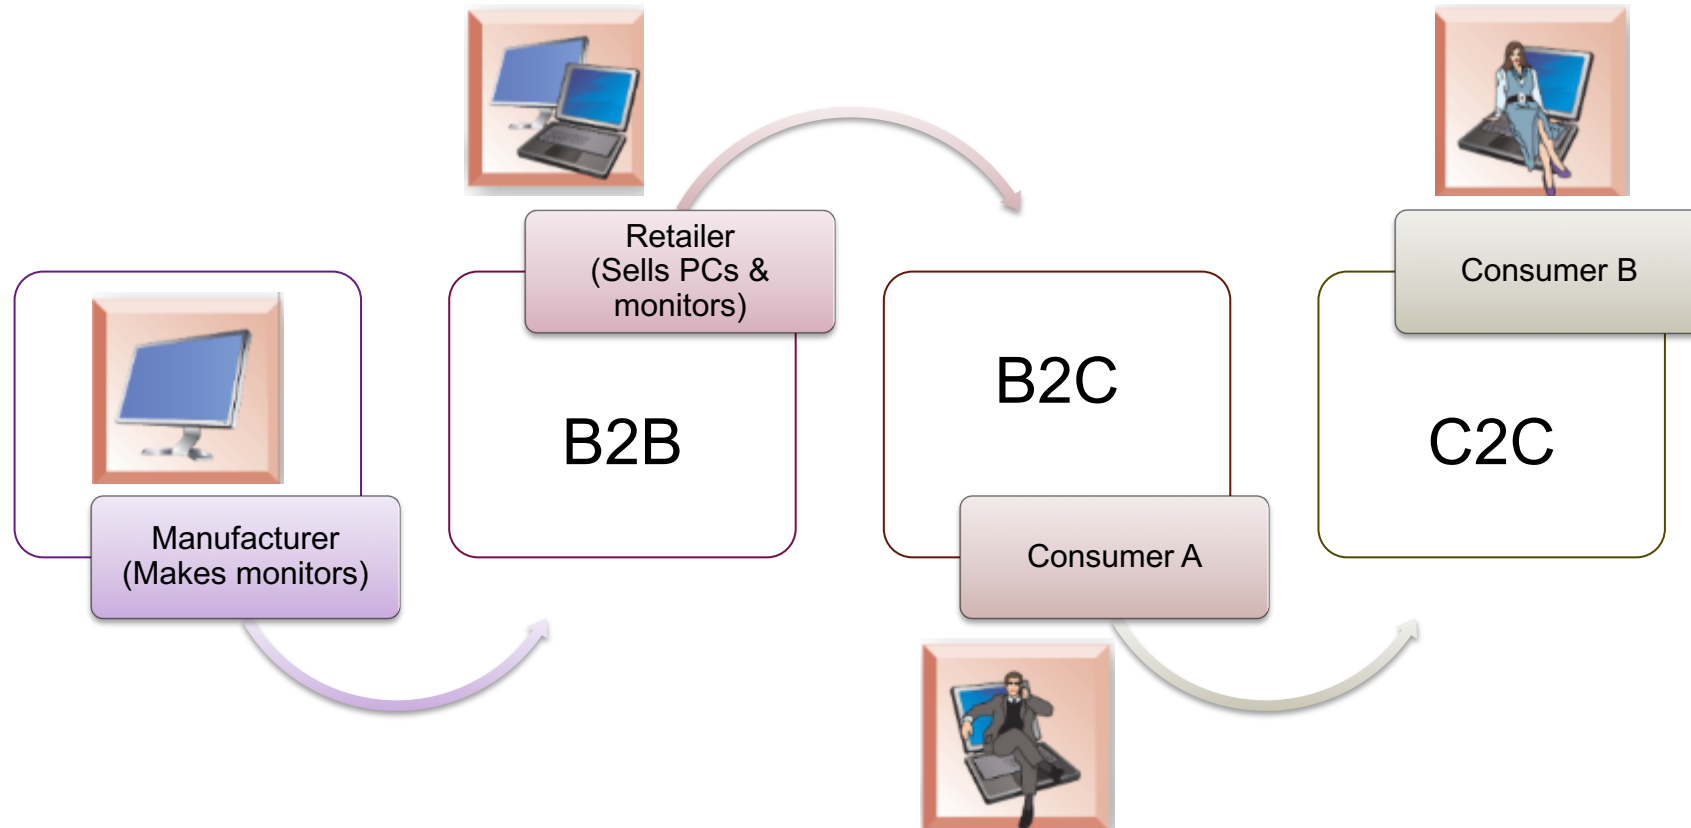 Manufacturer
(Makes monitors)
Retailer
(Sells PCs &
monitors)
B2B
B2C
Consumer A
Consumer B
C2C